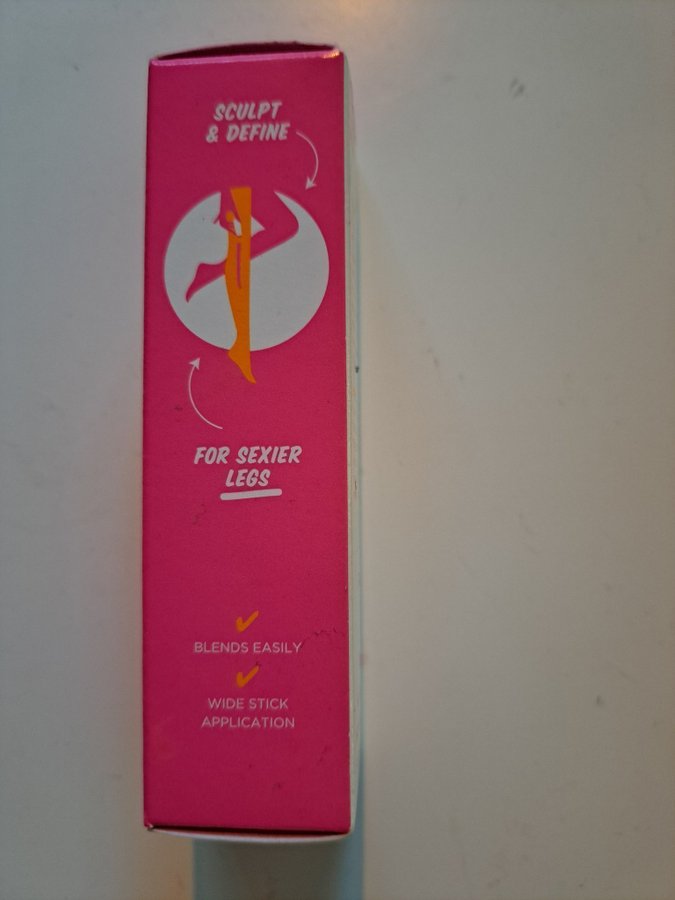 SCULPT
& DEFINE
FOR SEXIER
LEGS
BLENDS EASILY
WIDE STICK
APPLICATION